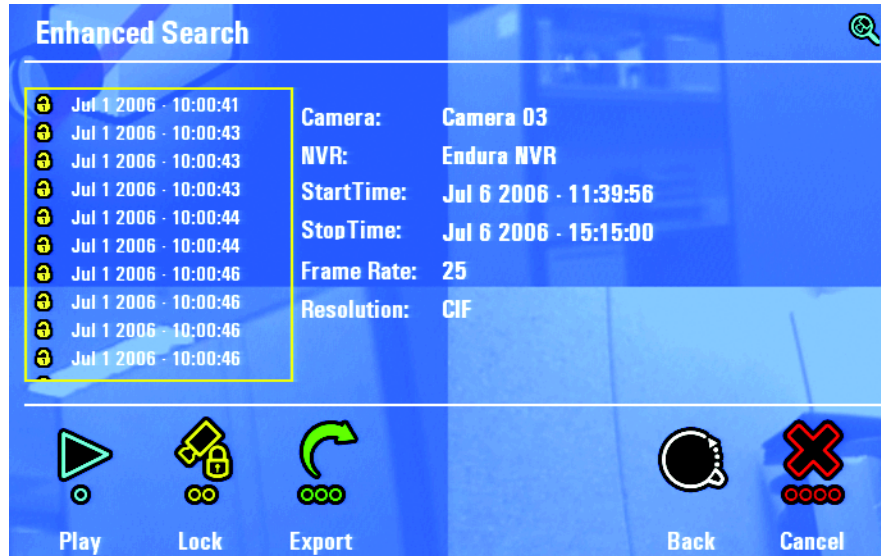 Enhanced Search
Jul 1 2006 - 10:00:41
Jul 1 2006 - 10:00:43
Jul 1 2006 - 10:00:43
Jul 1 2006 - 10:00:43
Jul 1 2006 - 10:00:44
Jul 1 2006 - 10:00:44
Jul 1 2006 - 10:00:46
Jul 1 2006 - 10:00:46
Jul 1 2006 - 10:00:46
Jul 1 2006 - 10:00:46
Camera: Camera 03
NVR: Endura NVR
StartTime: Jul 6 2006 - 11:39:56
StopTime: Jul 6 2006 - 15:15:00
Frame Rate: 25
Resolution: CIF
Play
Lock
Export
Back
Cancel